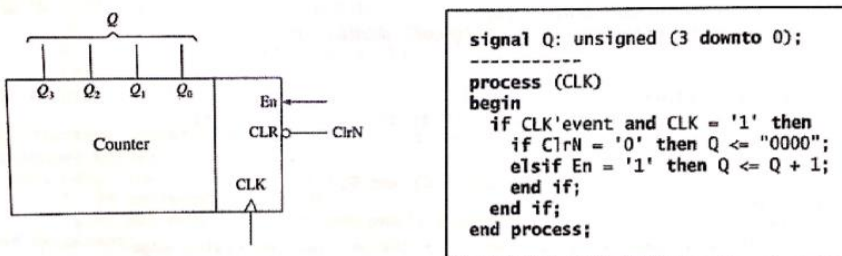 Q
Q3 Q2 Q1 Q0
En
CLR ClrN
Counter
CLK
signal Q: unsigned (3 downto 0);
-----------
process (CLK)
begin
if CLK'event and CLK = '1' then
if ClrN = '0' then Q <= "0000";
elsif En = '1' then Q <= Q + 1;
end if;
end if;
end process;